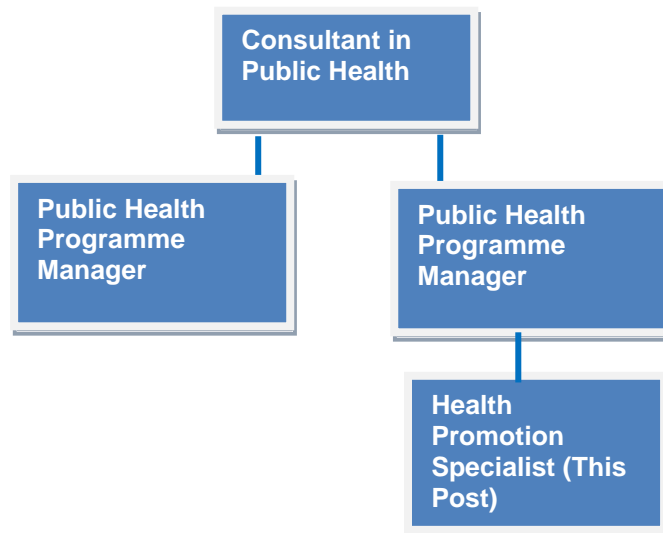 Consultant in
Public Health
Public Health
Programme
Manager
Public Health
Programme
Manager
Health
Promotion
Specialist (This
Post)